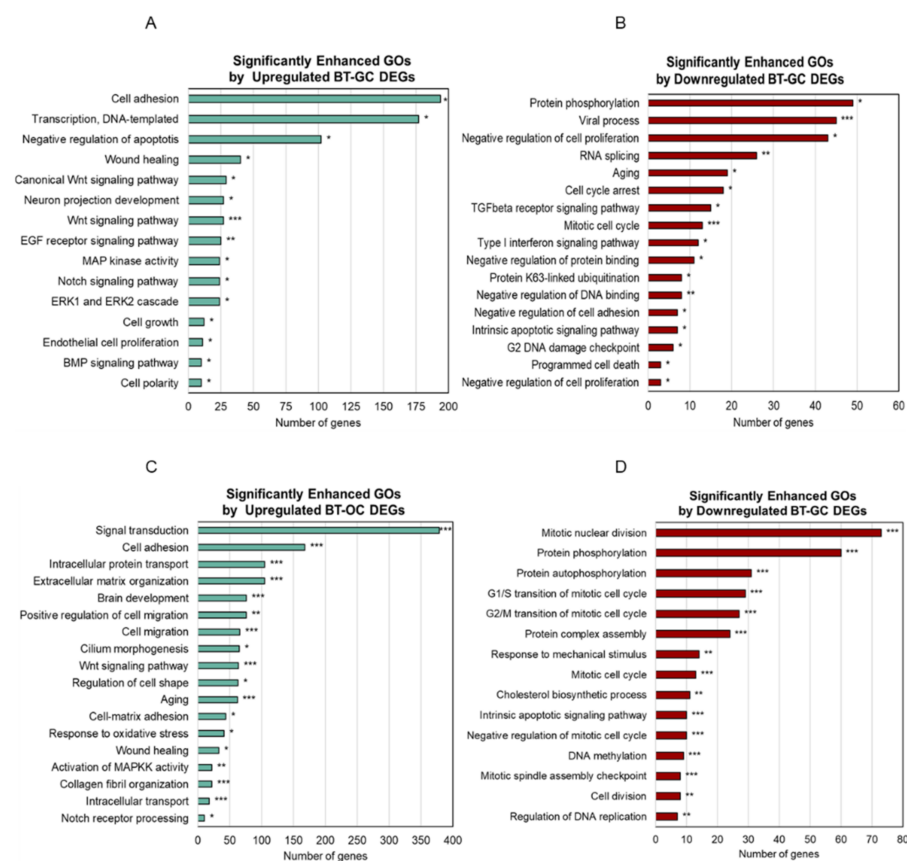 A
Significantly Enhanced GOs
by Upregulated BT-GC DEGs
Cell adhesion *
Transcription, DNA-templated *
Negative regulation of apoptotis *
Wound healing *
Canonical Wnt signaling pathway *
Neuron projection development *
Wnt signaling pathway ***
EGF receptor signaling pathway **
MAP kinase activity *
Notch signaling pathway *
ERK1 and ERK2 cascade *
Cell growth *
Endothelial cell proliferation *
BMP signaling pathway *
Cell polarity *
0 25 50 75 100 125 150 175 200
Number of genes
B
Significantly Enhanced GOs
by Downregulated BT-GC DEGs
Protein phosphorylation *
Viral process ***
Negative regulation of cell proliferation *
RNA splicing **
Aging *
Cell cycle arrest *
TGFbeta receptor signaling pathway *
Mitotic cell cycle ***
Type I interferon signaling pathway *
Negative regulation of protein binding *
Protein K63-linked ubiquitination *
Negative regulation of DNA binding **
Negative regulation of cell adhesion *
Intrinsic apoptotic signaling pathway *
G2 DNA damage checkpoint *
Programmed cell death *
Negative regulation of cell proliferation *
0 10 20 30 40 50 60
Number of genes
C
Significantly Enhanced GOs
by Upregulated BT-OC DEGs
Signal transduction ***
Cell adhesion ***
Intracellular protein transport ***
Extracellular matrix organization ***
Brain development ***
Positive regulation of cell migration **
Cell migration ***
Cilium morphogenesis *
Wnt signaling pathway ***
Regulation of cell shape *
Aging ***
Cell-matrix adhesion *
Response to oxidative stress *
Wound healing *
Activation of MAPKK activity **
Collagen fibril organization ***
Intracellular transport ***
Notch receptor processing *
0 50 100 150 200 250 300 350 400
Number of genes
D
Significantly Enhanced GOs
by Downregulated BT-GC DEGs
Mitotic nuclear division ***
Protein phosphorylation ***
Protein autophosphorylation ***
G1/S transition of mitotic cell cycle ***
G2/M transition of mitotic cell cycle ***
Protein complex assembly ***
Response to mechanical stimulus **
Mitotic cell cycle ***
Cholesterol biosynthetic process **
Intrinsic apoptotic signaling pathway ***
Negative regulation of mitotic cell cycle ***
DNA methylation ***
Mitotic spindle assembly checkpoint ***
Cell division **
Regulation of DNA replication **
0 10 20 30 40 50 60 70 80
Number of genes